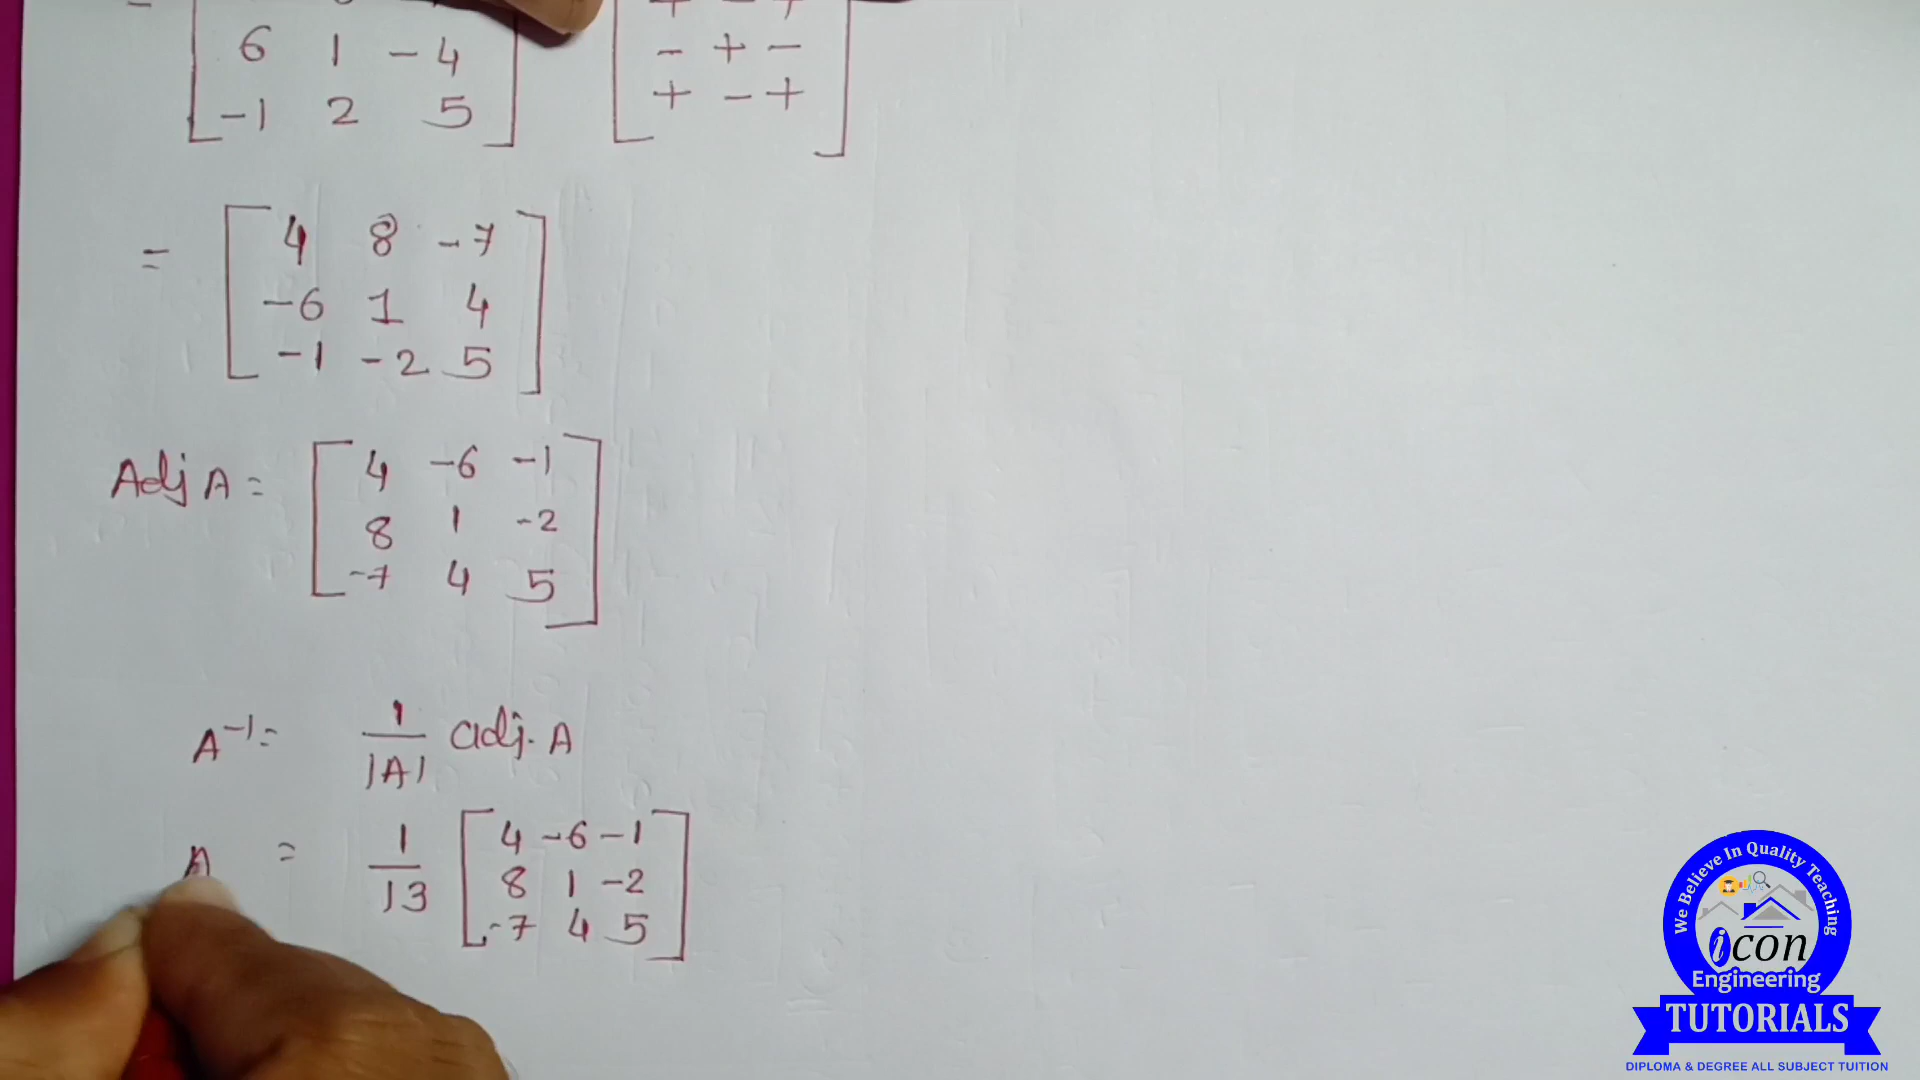 + - +
6 1 -4 - + -
-1 2 5 + - +
= 4 8 -7
-6 1 4
-1 -2 5
Adj A = 4 -6 -1
8 1 -2
-7 4 5
A⁻¹ = 1/|A| adj. A
A = 1/13 4 -6 -1
8 1 -2
-7 4 5
We Believe In Quality Teaching
icon
Engineering
TUTORIALS
DIPLOMA & DEGREE ALL SUBJECT TUITION